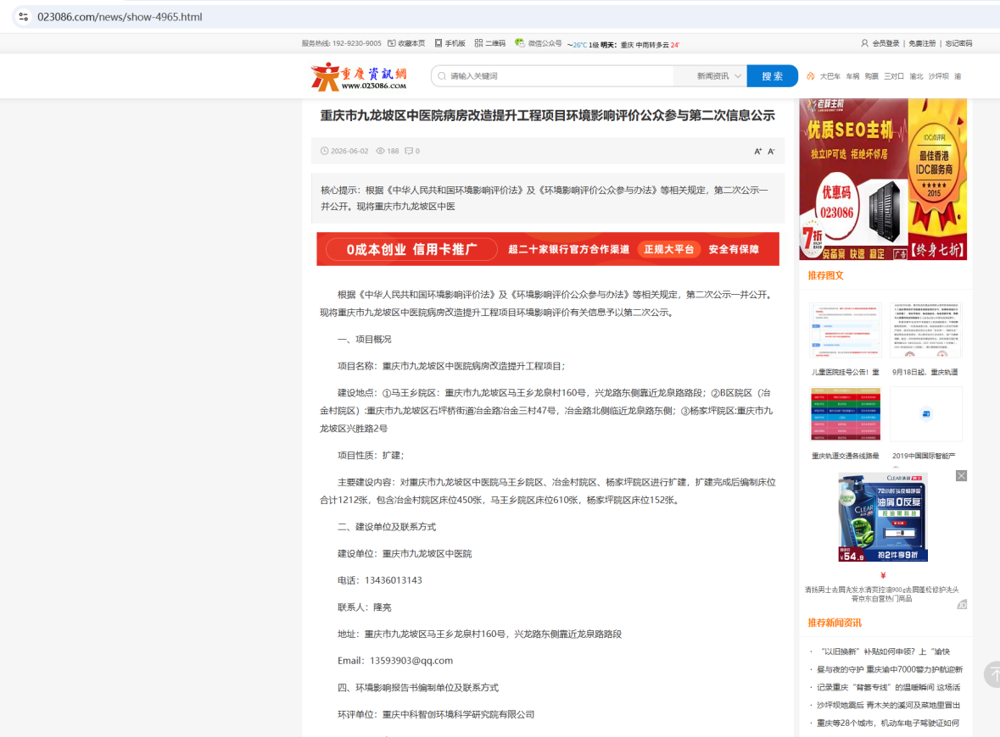 023086.com/news/show-4965.html
服务热线: 192-9230-9005 收藏本页 手机版 二维码 微信公众号 ～26℃ 1级 明天: 重庆 中雨转多云 24° 会员登录 | 免费注册 | 忘记密码
重庆資訊網
www.023086.com
请输入关键词 新闻资讯 搜 索 大巴车 车祸 购票 三对口 渝北 沙坪坝 渝
重庆市九龙坡区中医院病房改造提升工程项目环境影响评价公众参与第二次信息公示
2026-06-02 188 0 A+ A-
核心提示：根据《中华人民共和国环境影响评价法》及《环境影响评价公众参与办法》等相关规定，第二次公示一
并公开。现将重庆市九龙坡区中医
0成本创业 信用卡推广 超二十家银行官方合作渠道 正规大平台 安全有保障
根据《中华人民共和国环境影响评价法》及《环境影响评价公众参与办法》等相关规定，第二次公示一并公开。
现将重庆市九龙坡区中医院病房改造提升工程项目环境影响评价有关信息予以第二次公示。
一、项目概况
项目名称：重庆市九龙坡区中医院病房改造提升工程项目；
建设地点：①马王乡院区：重庆市九龙坡区马王乡龙泉村160号，兴龙路东侧靠近龙泉路路段；②B区院区（冶
金村院区）:重庆市九龙坡区石坪桥街道冶金路冶金三村47号，冶金路北侧临近龙泉路东侧；③杨家坪院区:重庆市九
龙坡区兴胜路2号
项目性质：扩建；
主要建设内容：对重庆市九龙坡区中医院马王乡院区、冶金村院区、杨家坪院区进行扩建，扩建完成后编制床位
合计1212张，包含冶金村院区床位450张，马王乡院区床位610张，杨家坪院区床位152张。
二、建设单位及联系方式
建设单位：重庆市九龙坡区中医院
电话：13436013143
联系人：隆亮
地址：重庆市九龙坡区马王乡龙泉村160号，兴龙路东侧靠近龙泉路路段
Email：13593903@qq.com
四、环境影响报告书编制单位及联系方式
环评单位：重庆中科智创环境科学研究院有限公司
老薛主机
优质SEO主机
独立IP可选 拒绝坏邻居
优惠码
023086
7折
免备案 快速 稳定
IDC点评网
最佳香港
IDC服务商
★★★★★
2015
广告
【终身七折】
推荐图文
儿童医院挂号公告！重 9月18日起，重庆轨道
重庆轨道交通各线路最 2019中国国际智能产
CLEAR清扬
72小时头皮畅呼吸
油屑0反复
控油黑科技
CLEAR
¥54.9
抢2件享9折
¥
清扬男士去屑洗发水清爽控油900g去屑蓬松修护洗头
膏京东自营热门商品
推荐新闻资讯
· “以旧换新”补贴如何申领？上“渝快
· 昼与夜的守护 重庆渝中7000警力护航迎新
· 记录重庆“背篓专线”的温暖瞬间 这场活
· 沙坪坝地震后 青木关的溪河及菜地里冒出
· 重庆等28个城市，机动车电子驾驶证如何